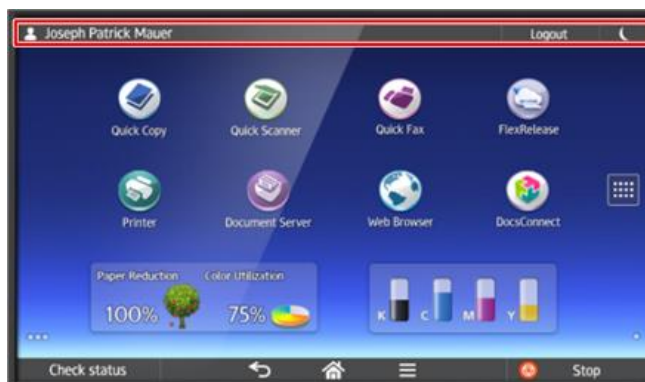 Joseph Patrick Mauer Logout
Quick Copy Quick Scanner Quick Fax FlexRelease
Printer Document Server Web Browser DocsConnect
Paper Reduction Color Utilization
100% 75%
K C M Y
Check status Stop